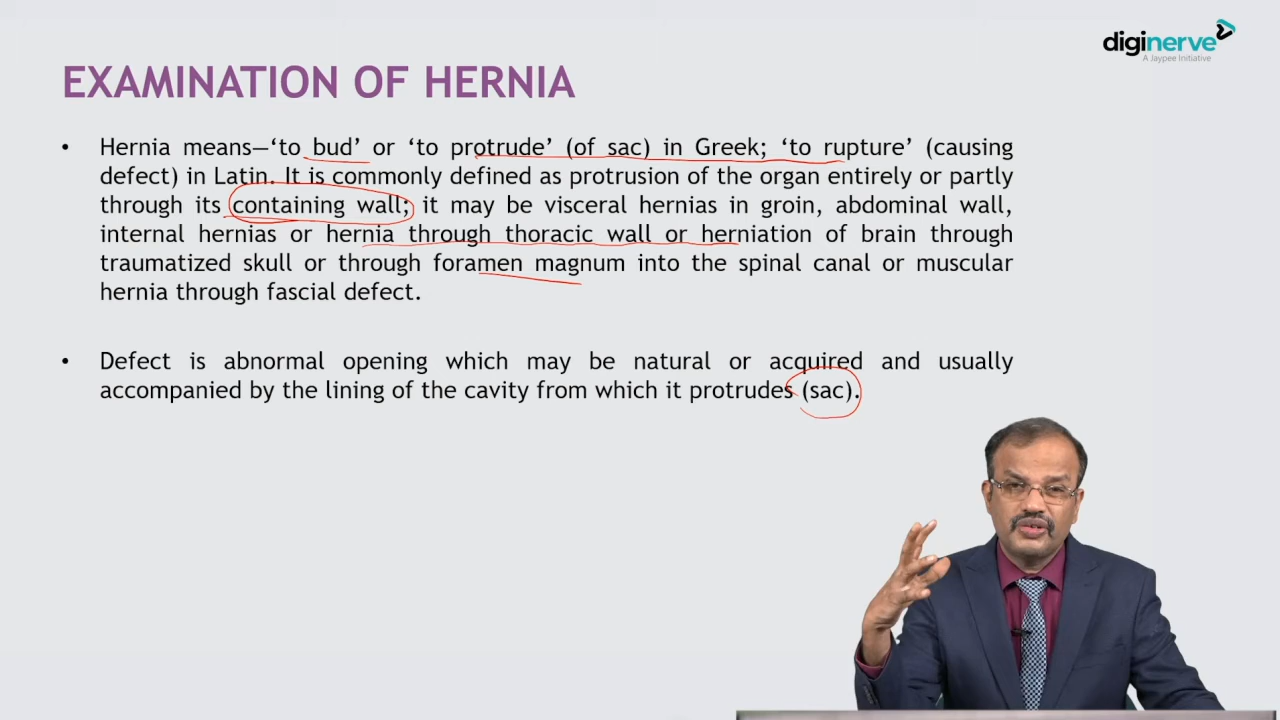 diginerve
A Jaypee Initiative
EXAMINATION OF HERNIA
• Hernia means—‘to bud’ or ‘to protrude’ (of sac) in Greek; ‘to rupture’ (causing
defect) in Latin. It is commonly defined as protrusion of the organ entirely or partly
through its containing wall; it may be visceral hernias in groin, abdominal wall,
internal hernias or hernia through thoracic wall or herniation of brain through
traumatized skull or through foramen magnum into the spinal canal or muscular
hernia through fascial defect.
• Defect is abnormal opening which may be natural or acquired and usually
accompanied by the lining of the cavity from which it protrudes (sac).